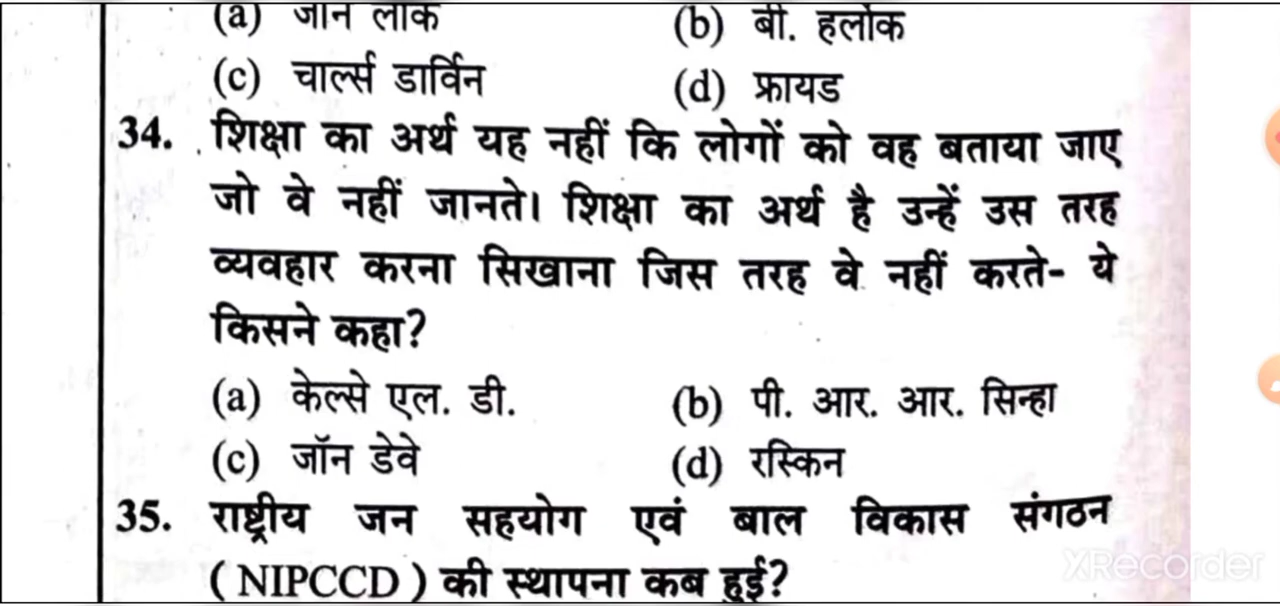 (a) जॉन लॉक (b) बी. हलोक
(c) चार्ल्स डार्विन (d) फ्रायड
34. शिक्षा का अर्थ यह नहीं कि लोगों को वह बताया जाए
जो वे नहीं जानते। शिक्षा का अर्थ है उन्हें उस तरह
व्यवहार करना सिखाना जिस तरह वे नहीं करते- ये
किसने कहा?
(a) केल्से एल. डी. (b) पी. आर. आर. सिन्हा
(c) जॉन डेवे (d) रस्किन
35. राष्ट्रीय जन सहयोग एवं बाल विकास संगठन
( NIPCCD ) की स्थापना कब हुई?
XRecorder